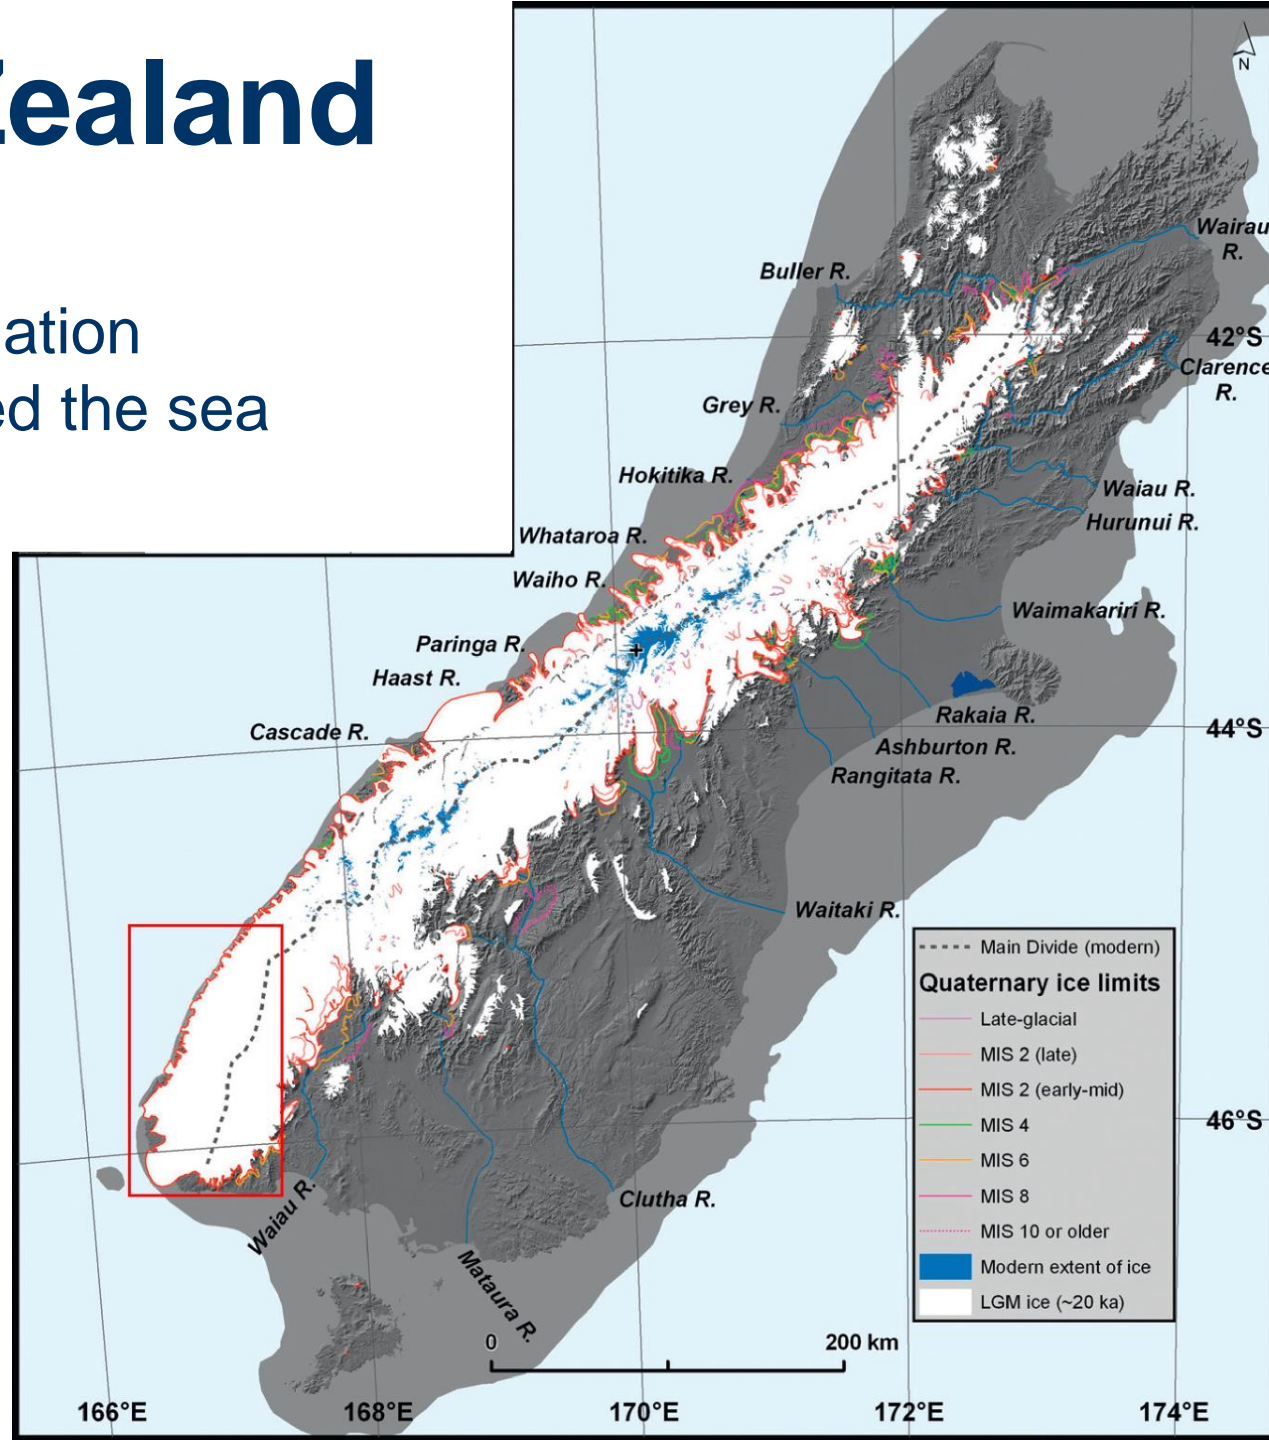 Zealand
ation
ed the sea
N
Wairau
R.
Buller R.
42°S
Clarence
R.
Grey R.
Hokitika R.
Waiau R.
Hurunui R.
Whataroa R.
Waiho R.
Waimakariri R.
Paringa R.
Haast R.
Rakaia R.
Cascade R.
44°S
Ashburton R.
Rangitata R.
Waitaki R.
Main Divide (modern)
Quaternary ice limits
Late-glacial
MIS 2 (late)
MIS 2 (early-mid)
MIS 4
46°S
MIS 6
MIS 8
MIS 10 or older
Modern extent of ice
LGM ice (~20 ka)
Clutha R.
Waiau R.
Mataura R.
0
200 km
166°E
168°E
170°E
172°E
174°E